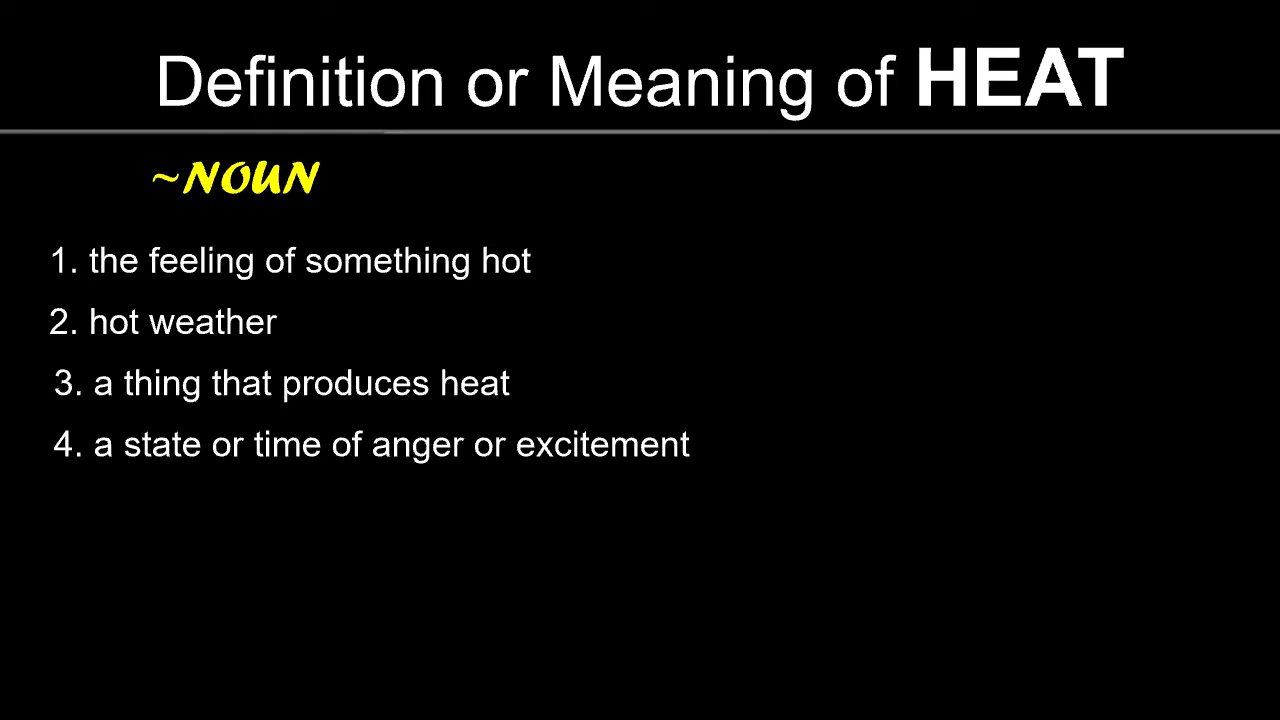 Definition or Meaning of HEAT
~NOUN
1. the feeling of something hot
2. hot weather
3. a thing that produces heat
4. a state or time of anger or excitement